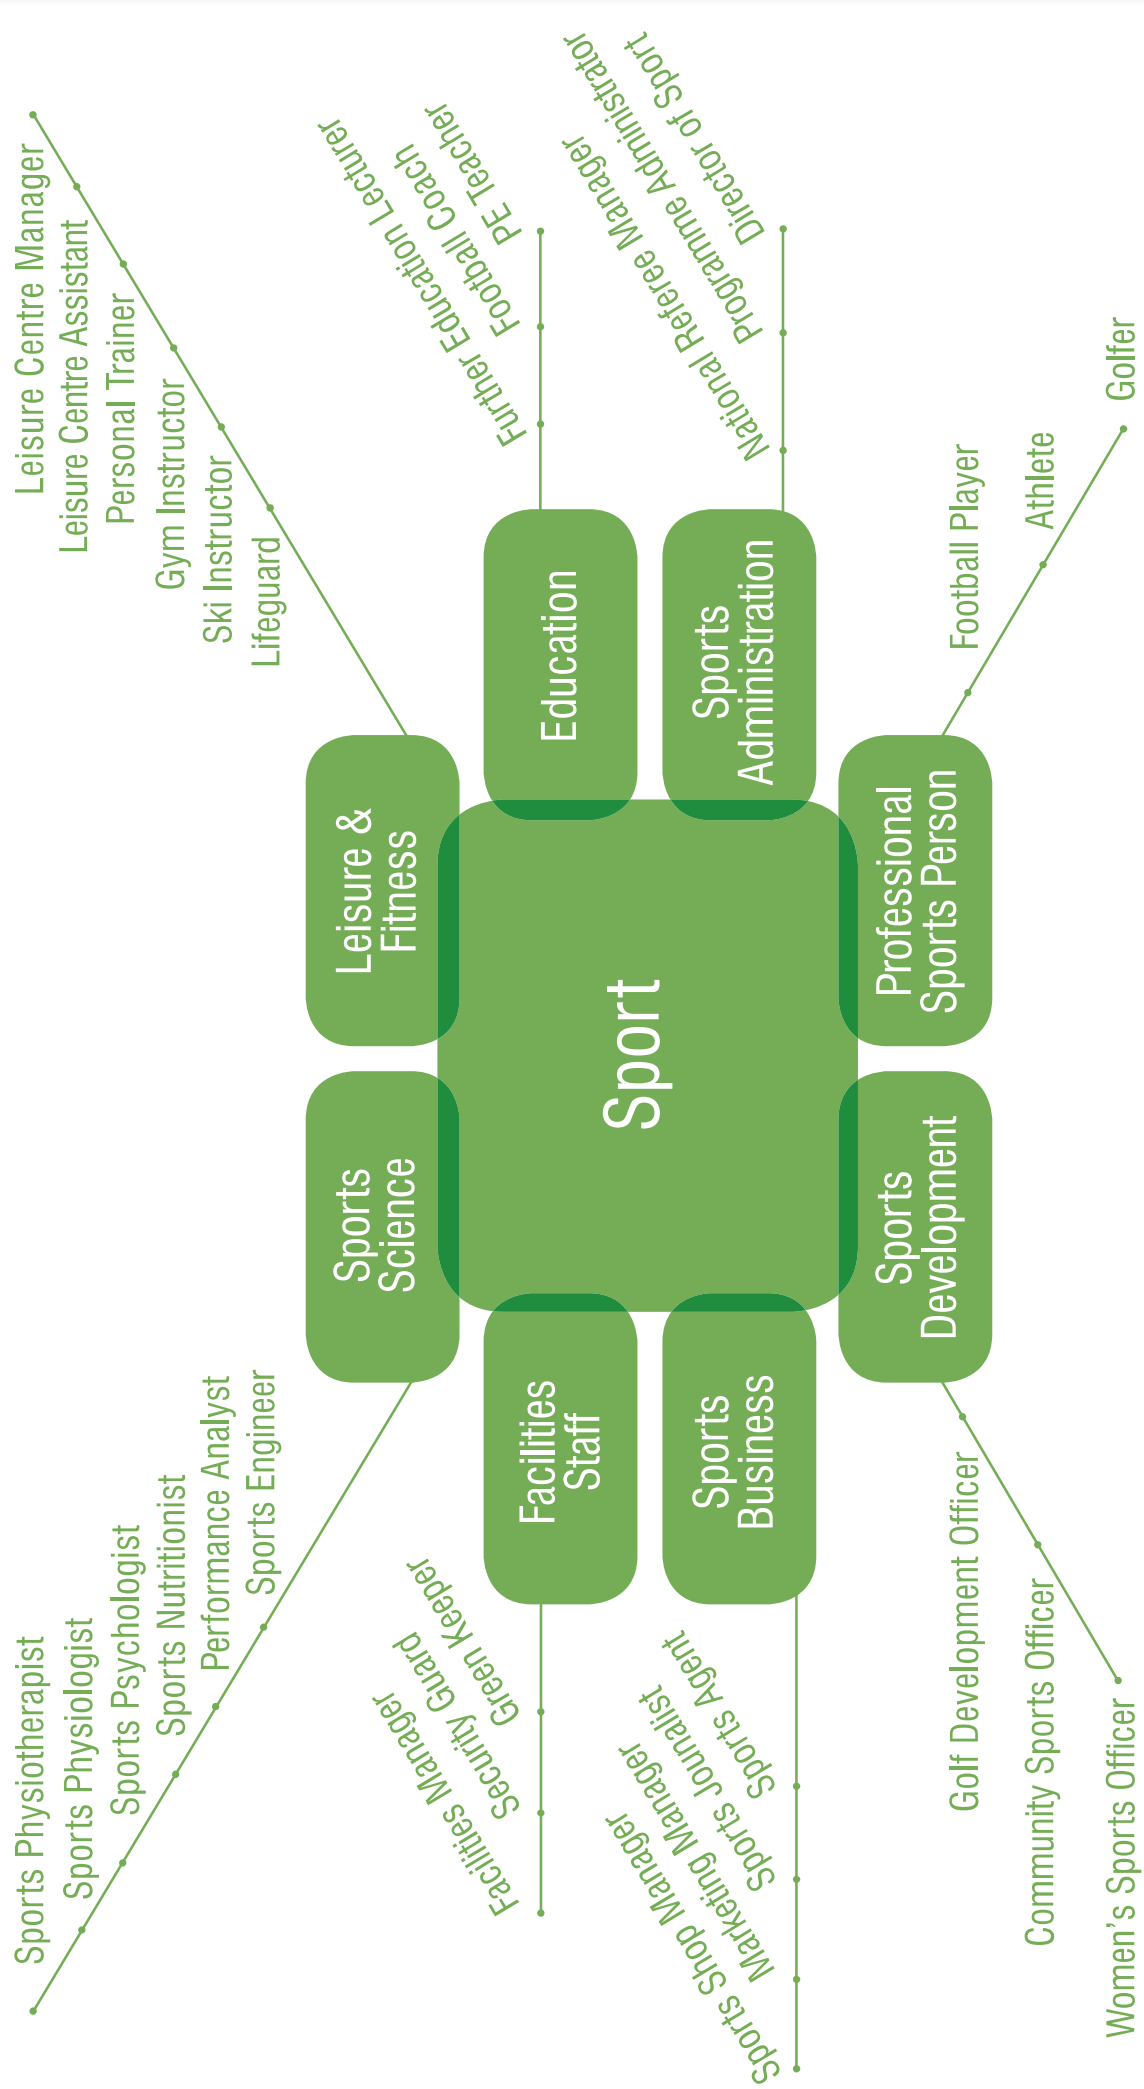 Sport
Sports
Science
Sports Physiotherapist
Sports Physiologist
Sports Psychologist
Sports Nutritionist
Performance Analyst
Sports Engineer
Leisure &
Fitness
Leisure Centre Manager
Leisure Centre Assistant
Personal Trainer
Gym Instructor
Ski Instructor
Lifeguard
Facilities
Staff
Facilities Manager
Security Guard
Green Keeper
Education
Further Education Lecturer
Football Coach
PE Teacher
Sports
Business
Sports Shop Manager
Marketing Manager
Sports Journalist
Sports Agent
Sports
Administration
National Referee Manager
Programme Administrator
Director of Sport
Sports
Development
Golf Development Officer
Community Sports Officer
Women's Sports Officer
Professional
Sports Person
Football Player
Athlete
Golfer